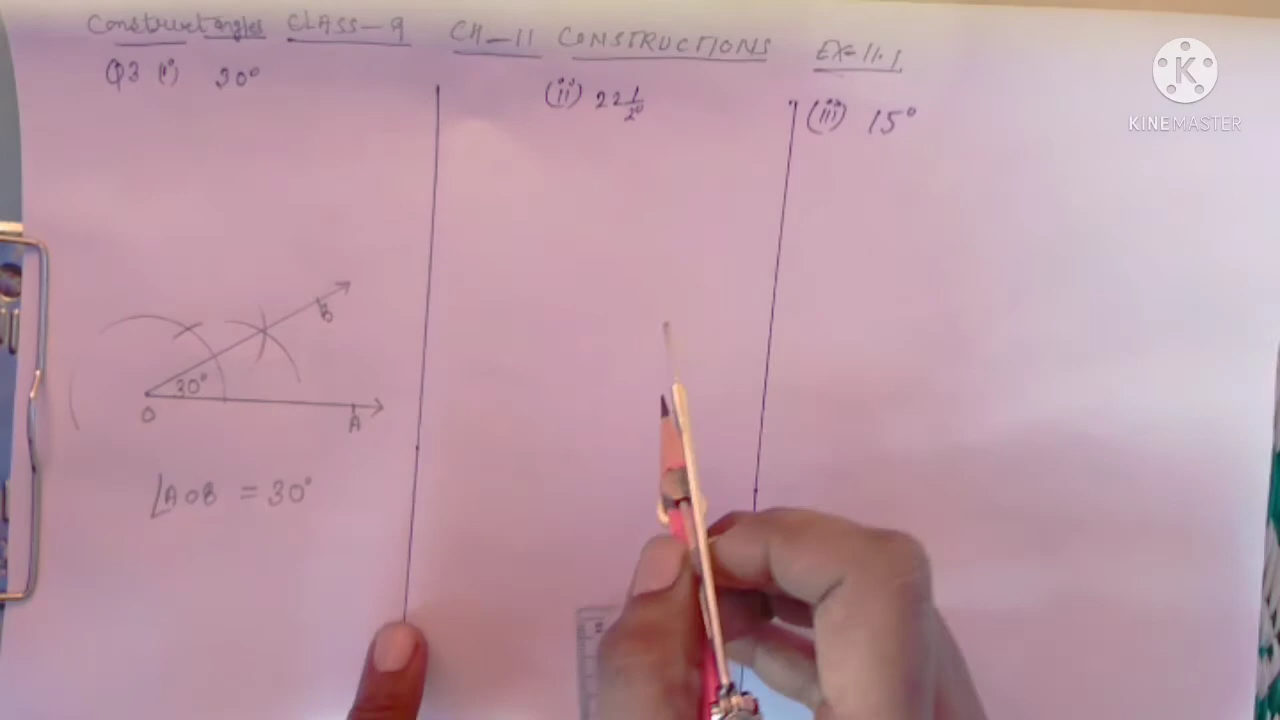 Construct angles CLASS-9 CH-11 CONSTRUCTIONS EX-11.1
Q3 (i) 30° (ii) 22 1/2° (iii) 15°
K
KINEMASTER
B
30°
O
A
∠AOB = 30°